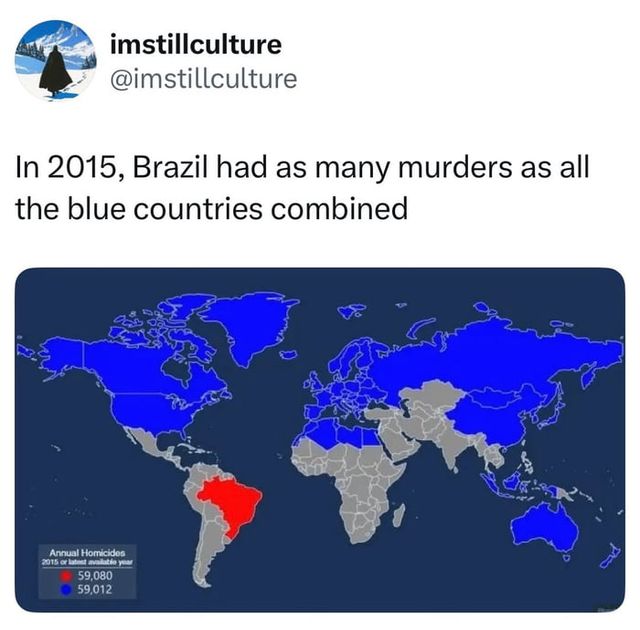 imstillculture
@imstillculture
In 2015, Brazil had as many murders as all
the blue countries combined
Annual Homicides
2015 or latest available year
59,080
59,012